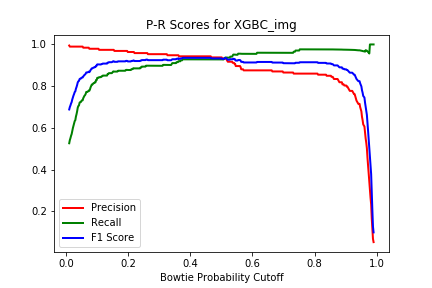 P-R Scores for XGBC_img
1.0
0.8
0.6
0.4
0.2
Precision
Recall
F1 Score
0.0 0.2 0.4 0.6 0.8 1.0
Bowtie Probability Cutoff